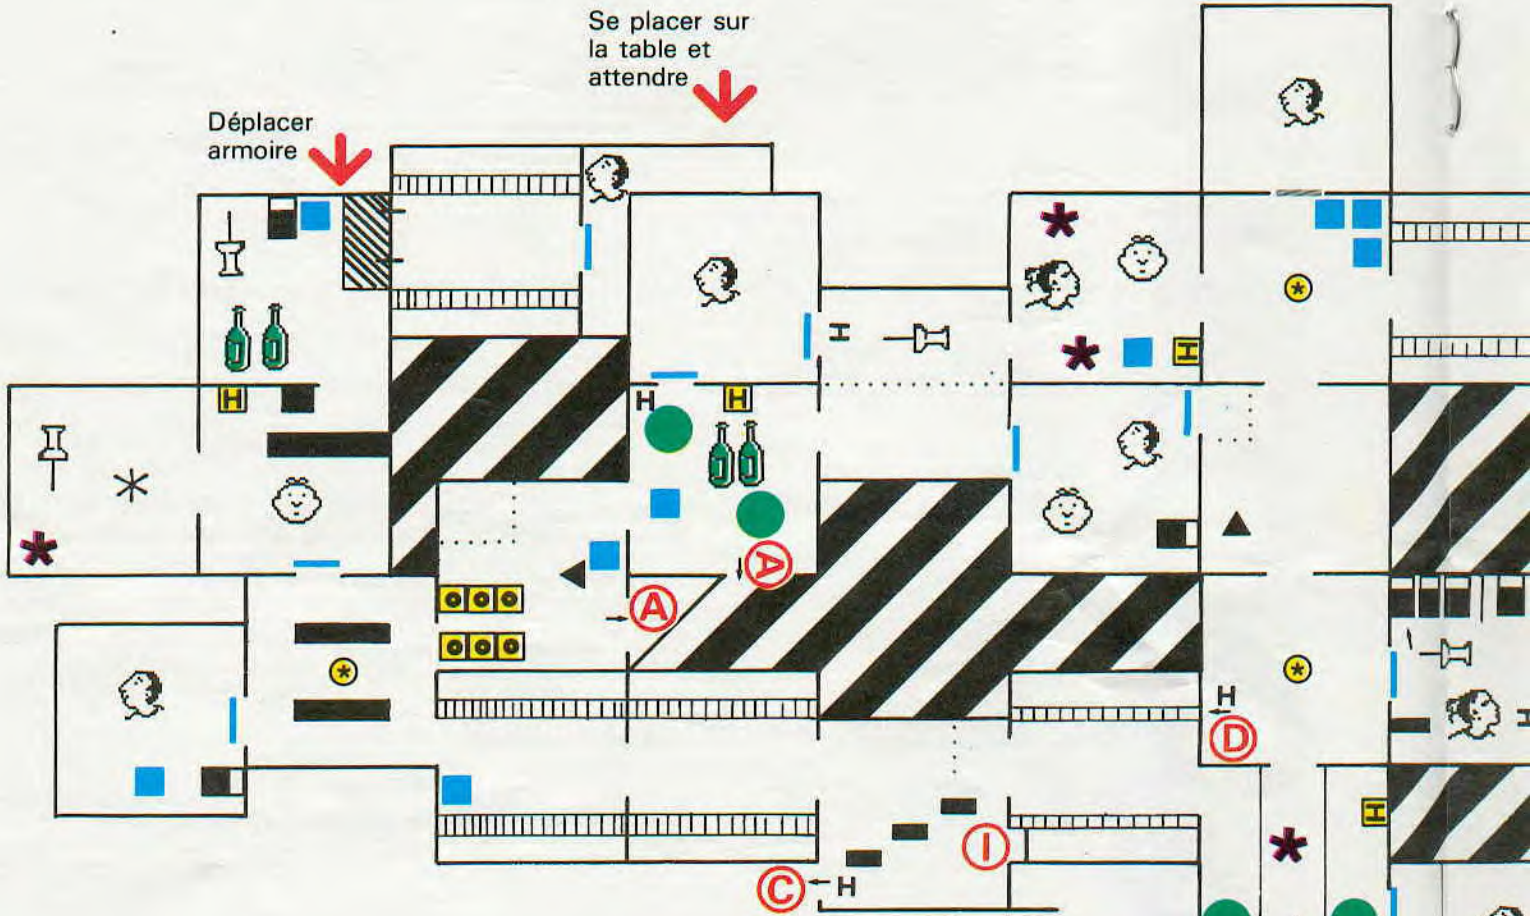 Se placer sur
la table et
attendre
Déplacer
armoire
H
H
H
H
H
H
A
A
H
D
H
H
I
C
H